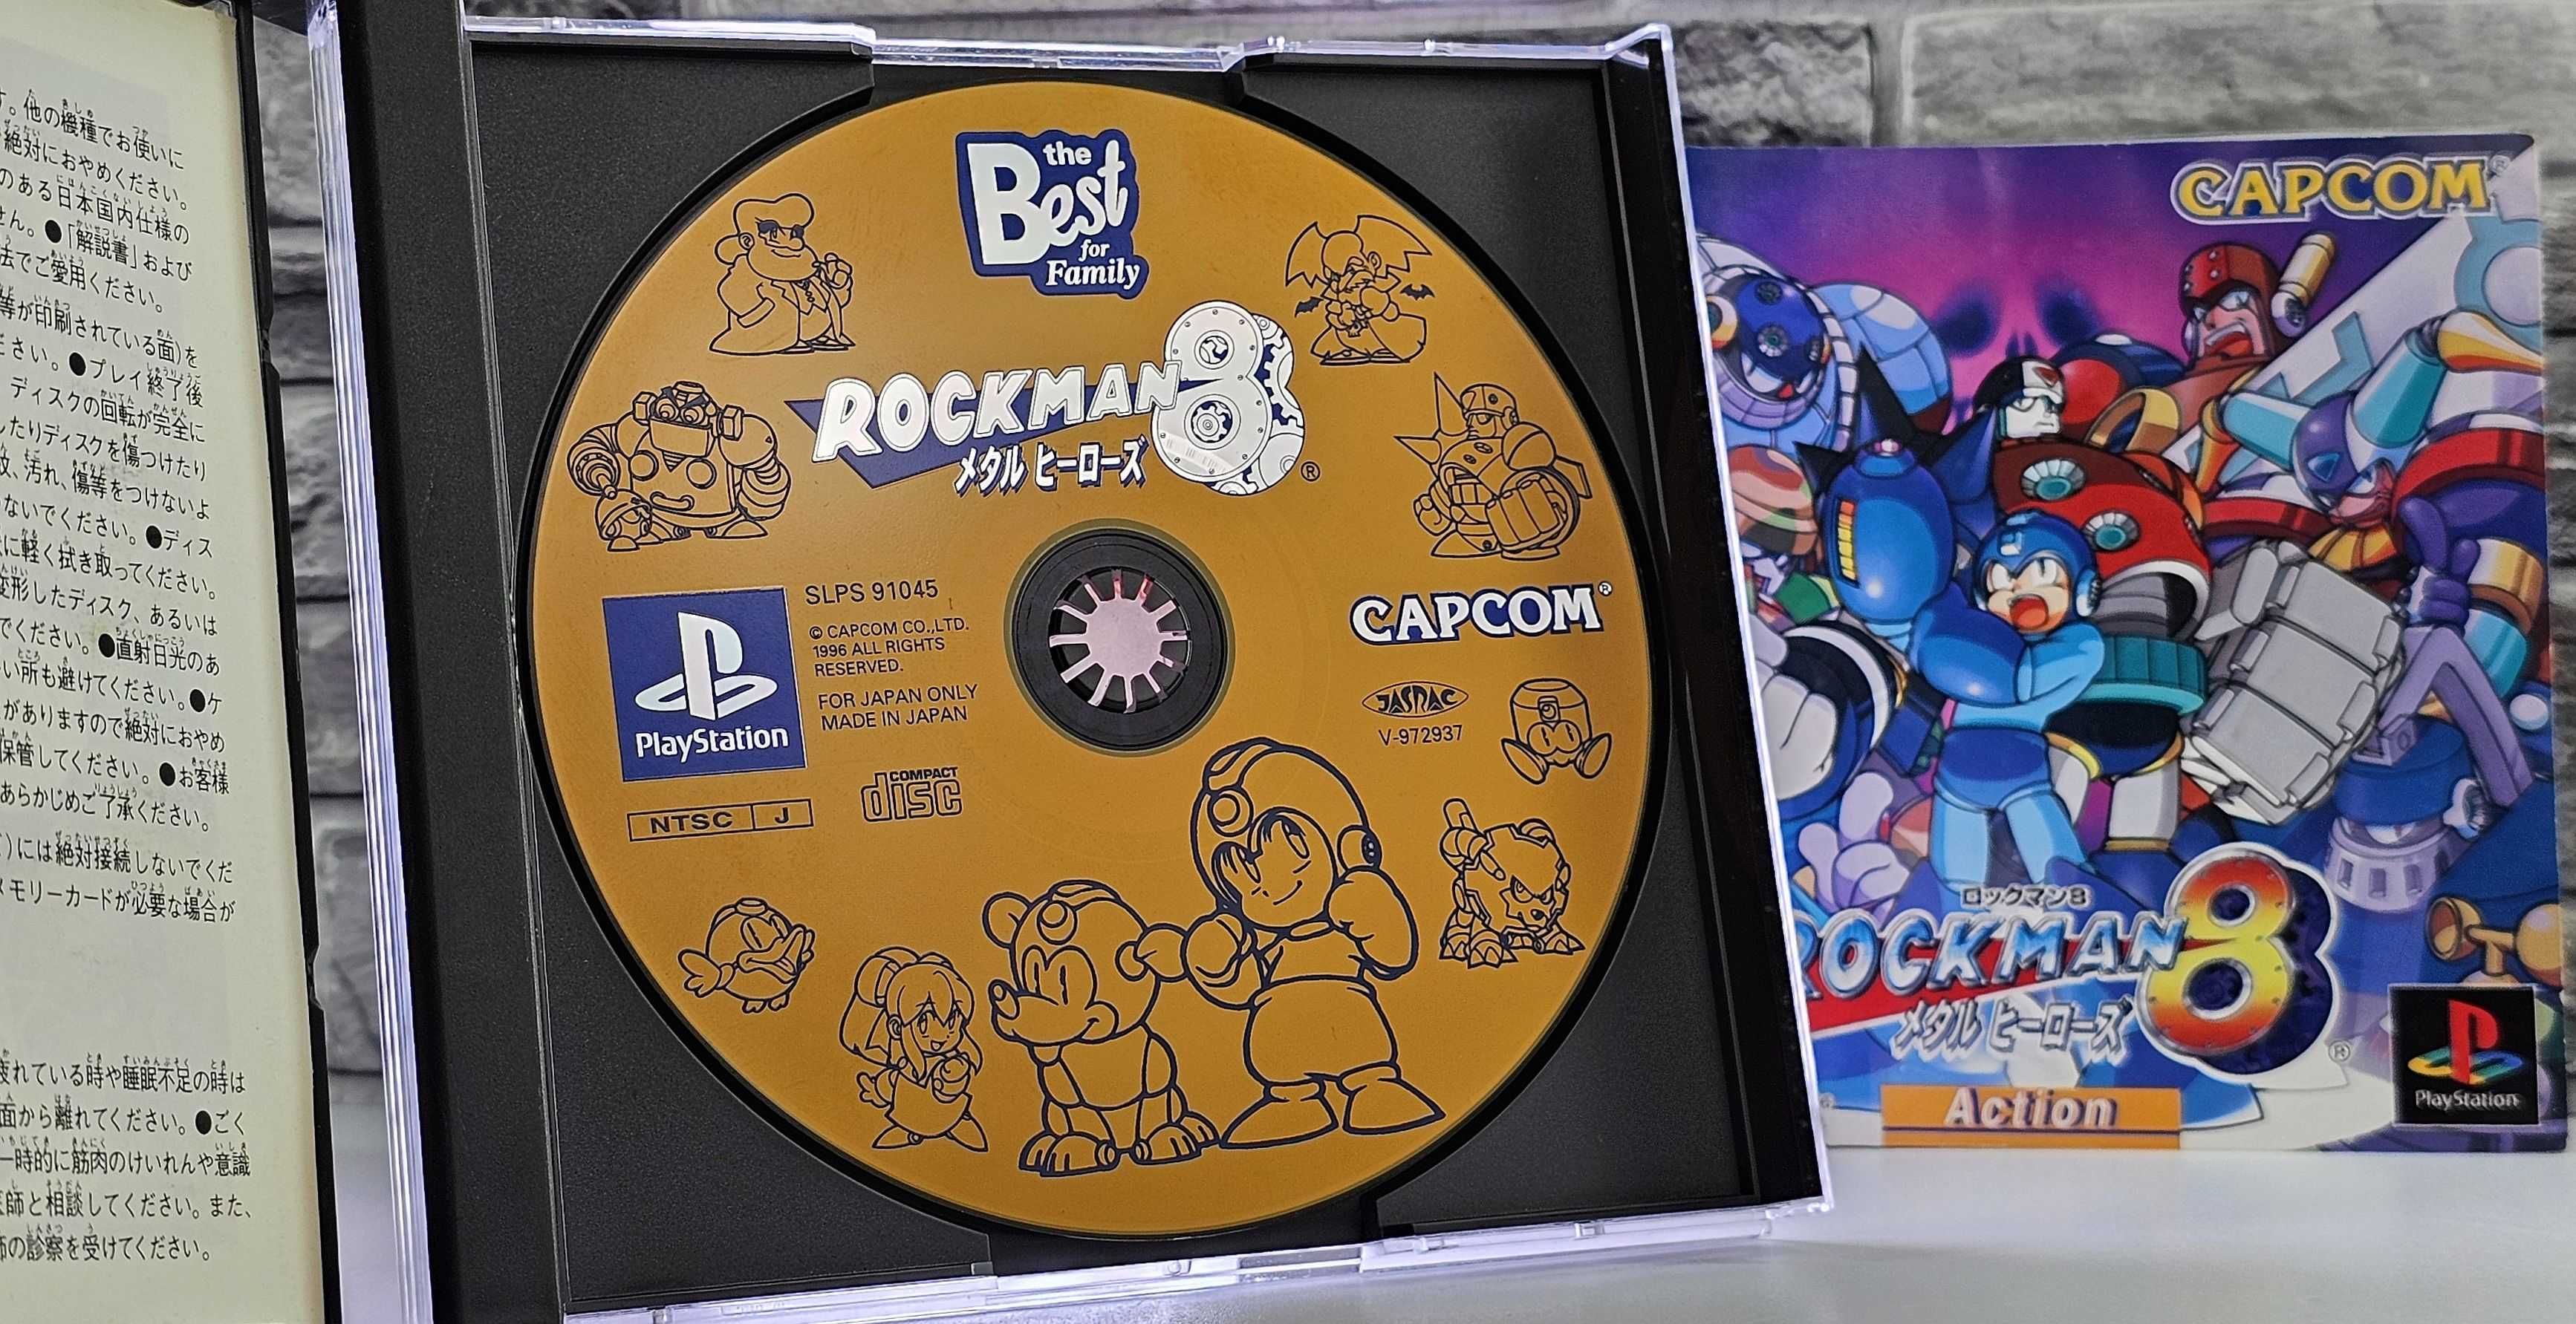 す。他の機種でお使いに
絶対におやめください。
のある日本国内仕様の
せん。●「解説書」および
法でご愛用ください。
等が印刷されている面)を
ださい。●プレイ終了後
ディスクの回転が完全に
したりディスクを傷つけたり
汚れ、傷等をつけないよ
ないでください。●ディス
に軽く拭き取ってください。
変形したディスク、あるいは
でください。●直射日光のあ
い所も避けてください。●ケ
がありますので絶対におやめ
保管してください。●お客様
あらかじめご了承ください。
)には絶対接続しないでくだ
メモリーカードが必要な場合が
疲れている時や睡眠不足の時は
面から離れてください。●ごく
一時的に筋肉のけいれんや意識
医師と相談してください。また、
師の診察を受けてください。
the
Best
for
Family
ROCKMAN 8
メタル ヒーローズ
®
SLPS 91045
© CAPCOM CO.,LTD.
1996 ALL RIGHTS
RESERVED.
FOR JAPAN ONLY
MADE IN JAPAN
PlayStation
NTSC J
COMPACT
disc
CAPCOM®
JASRAC
V-972937
CAPCOM®
ロックマン8
ROCKMAN 8
メタル ヒーローズ
®
Action
PlayStation